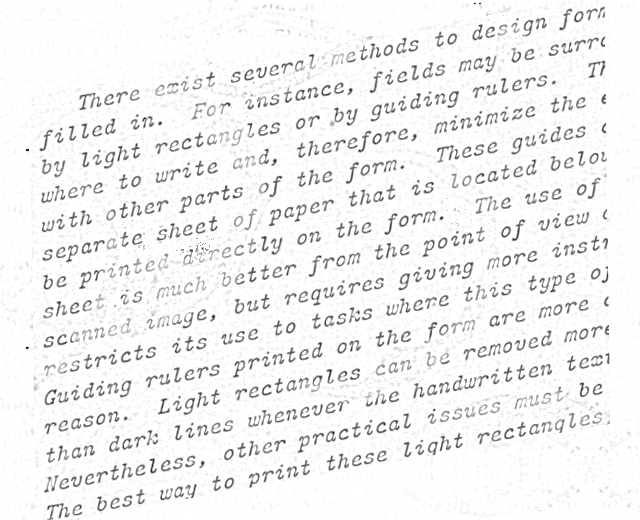 There exist several methods to design form
filled in. For instance, fields may be surr
by light rectangles or by guiding rulers. Th
where to write and, therefore, minimize the
with other parts of the form. These guides
separate sheet of paper that is located below
be printed directly on the form. The use of
sheet is much better from the point of view
scanned image, but requires giving more instr
restricts its use to tasks where this type of
Guiding rulers printed on the form are more
reason. Light rectangles can be removed more
than dark lines whenever the handwritten text
Nevertheless, other practical issues must be
The best way to print these light rectangles